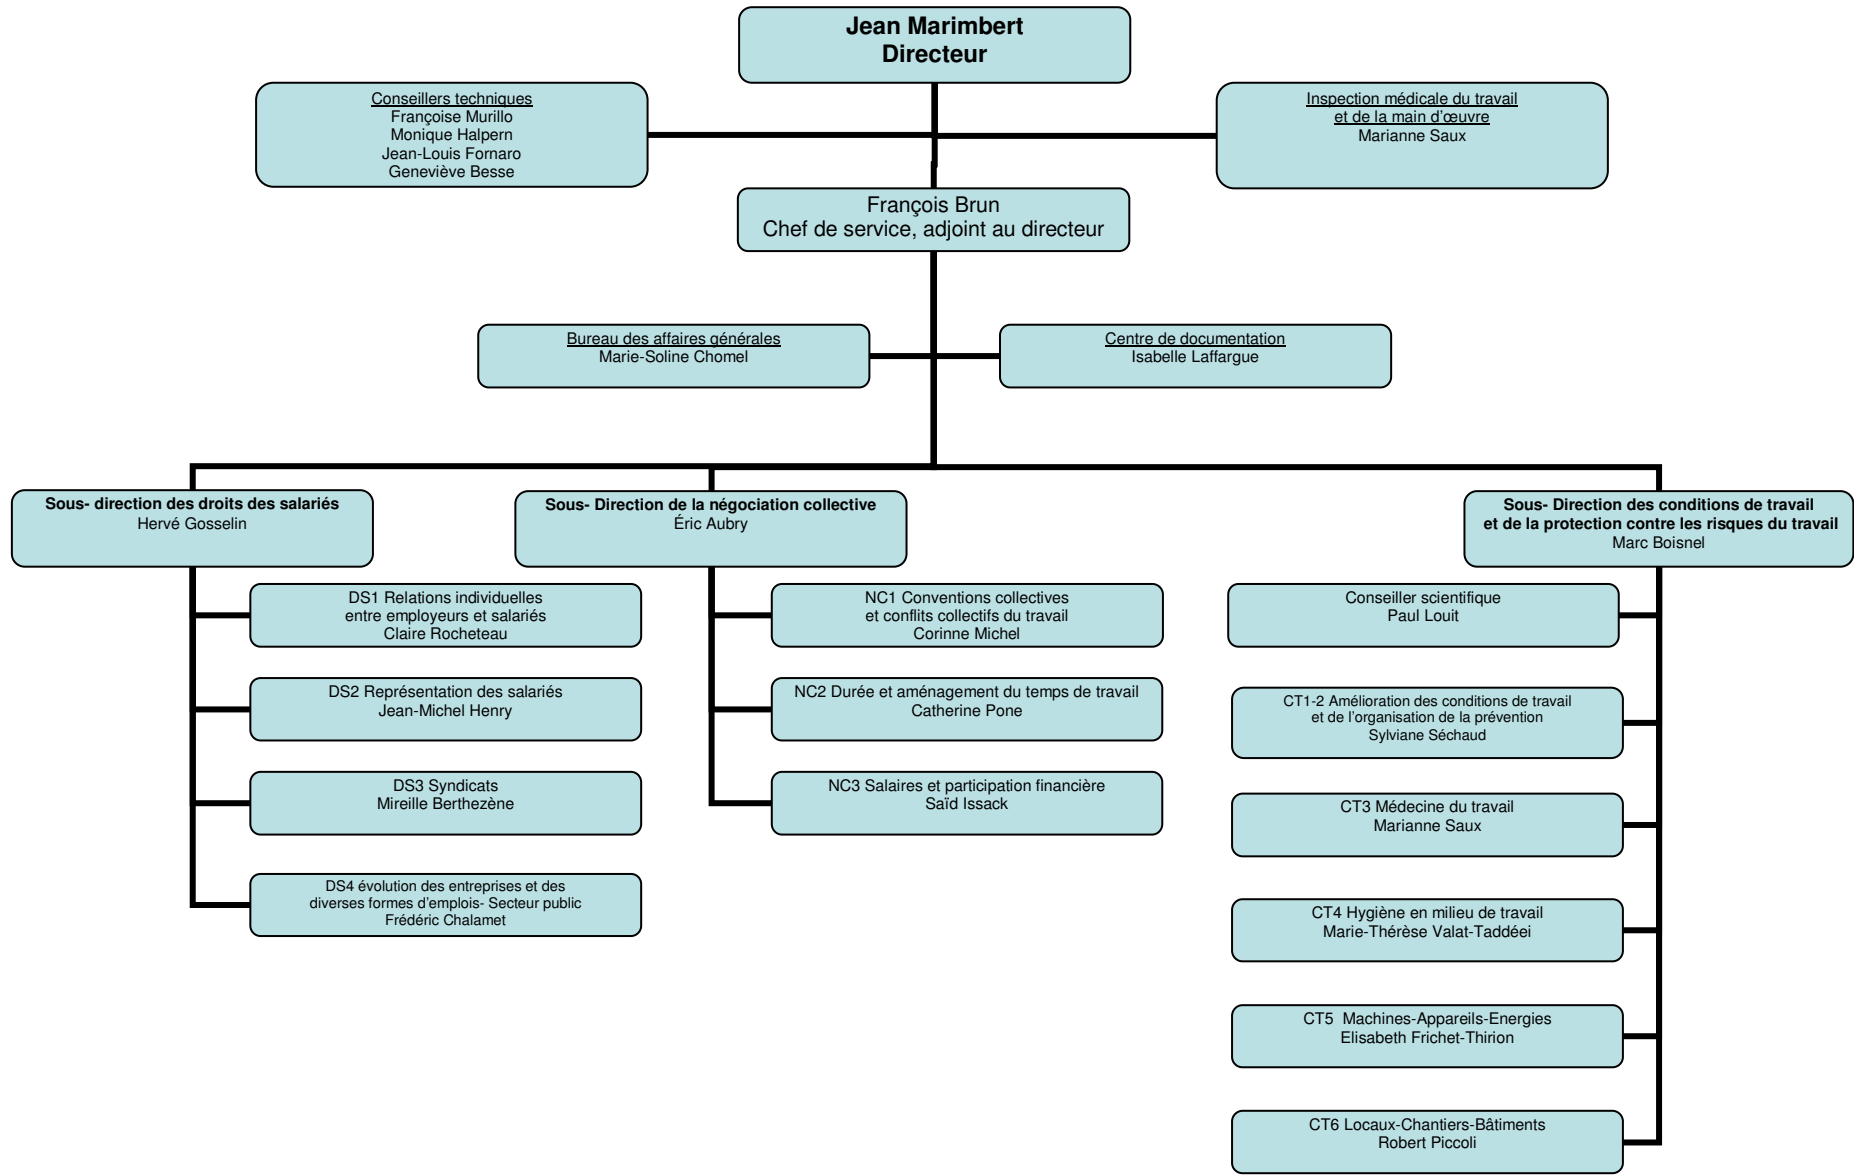 Jean Marimbert
Directeur
Conseillers techniques
Françoise Murillo
Monique Halpern
Jean-Louis Fornaro
Geneviève Besse
Inspection médicale du travail
et de la main d'œuvre
Marianne Saux
François Brun
Chef de service, adjoint au directeur
Bureau des affaires générales
Marie-Soline Chomel
Centre de documentation
Isabelle Laffargue
Sous- direction des droits des salariés
Hervé Gosselin
DS1 Relations individuelles
entre employeurs et salariés
Claire Rocheteau
DS2 Représentation des salariés
Jean-Michel Henry
DS3 Syndicats
Mireille Berthezène
DS4 évolution des entreprises et des
diverses formes d'emplois- Secteur public
Frédéric Chalamet
Sous- Direction de la négociation collective
Éric Aubry
NC1 Conventions collectives
et conflits collectifs du travail
Corinne Michel
NC2 Durée et aménagement du temps de travail
Catherine Pone
NC3 Salaires et participation financière
Saïd Issack
Sous- Direction des conditions de travail
et de la protection contre les risques du travail
Marc Boisnel
Conseiller scientifique
Paul Louit
CT1-2 Amélioration des conditions de travail
et de l'organisation de la prévention
Sylviane Séchaud
CT3 Médecine du travail
Marianne Saux
CT4 Hygiène en milieu de travail
Marie-Thérèse Valat-Taddéei
CT5  Machines-Appareils-Energies
Elisabeth Frichet-Thirion
CT6 Locaux-Chantiers-Bâtiments
Robert Piccoli